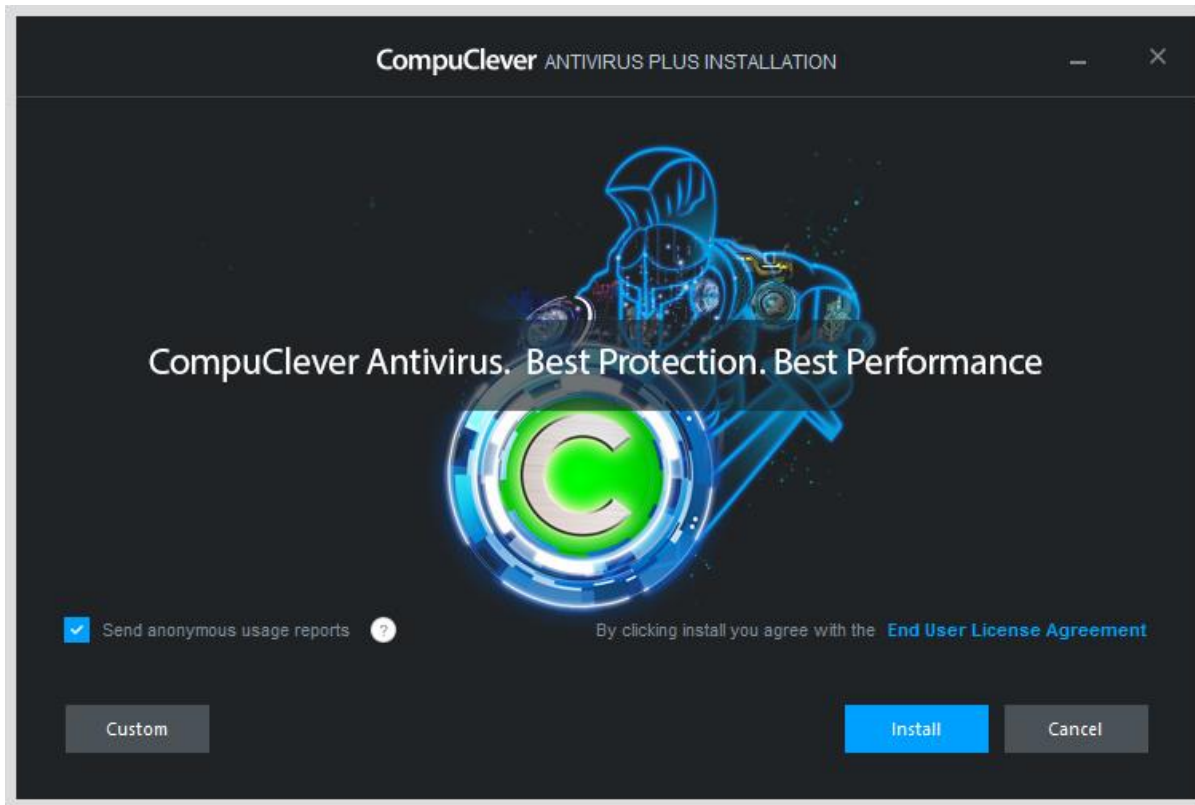 CompuClever ANTIVIRUS PLUS INSTALLATION
CompuClever Antivirus. Best Protection. Best Performance
C
Send anonymous usage reports ?
By clicking install you agree with the End User License Agreement
Custom
Install
Cancel